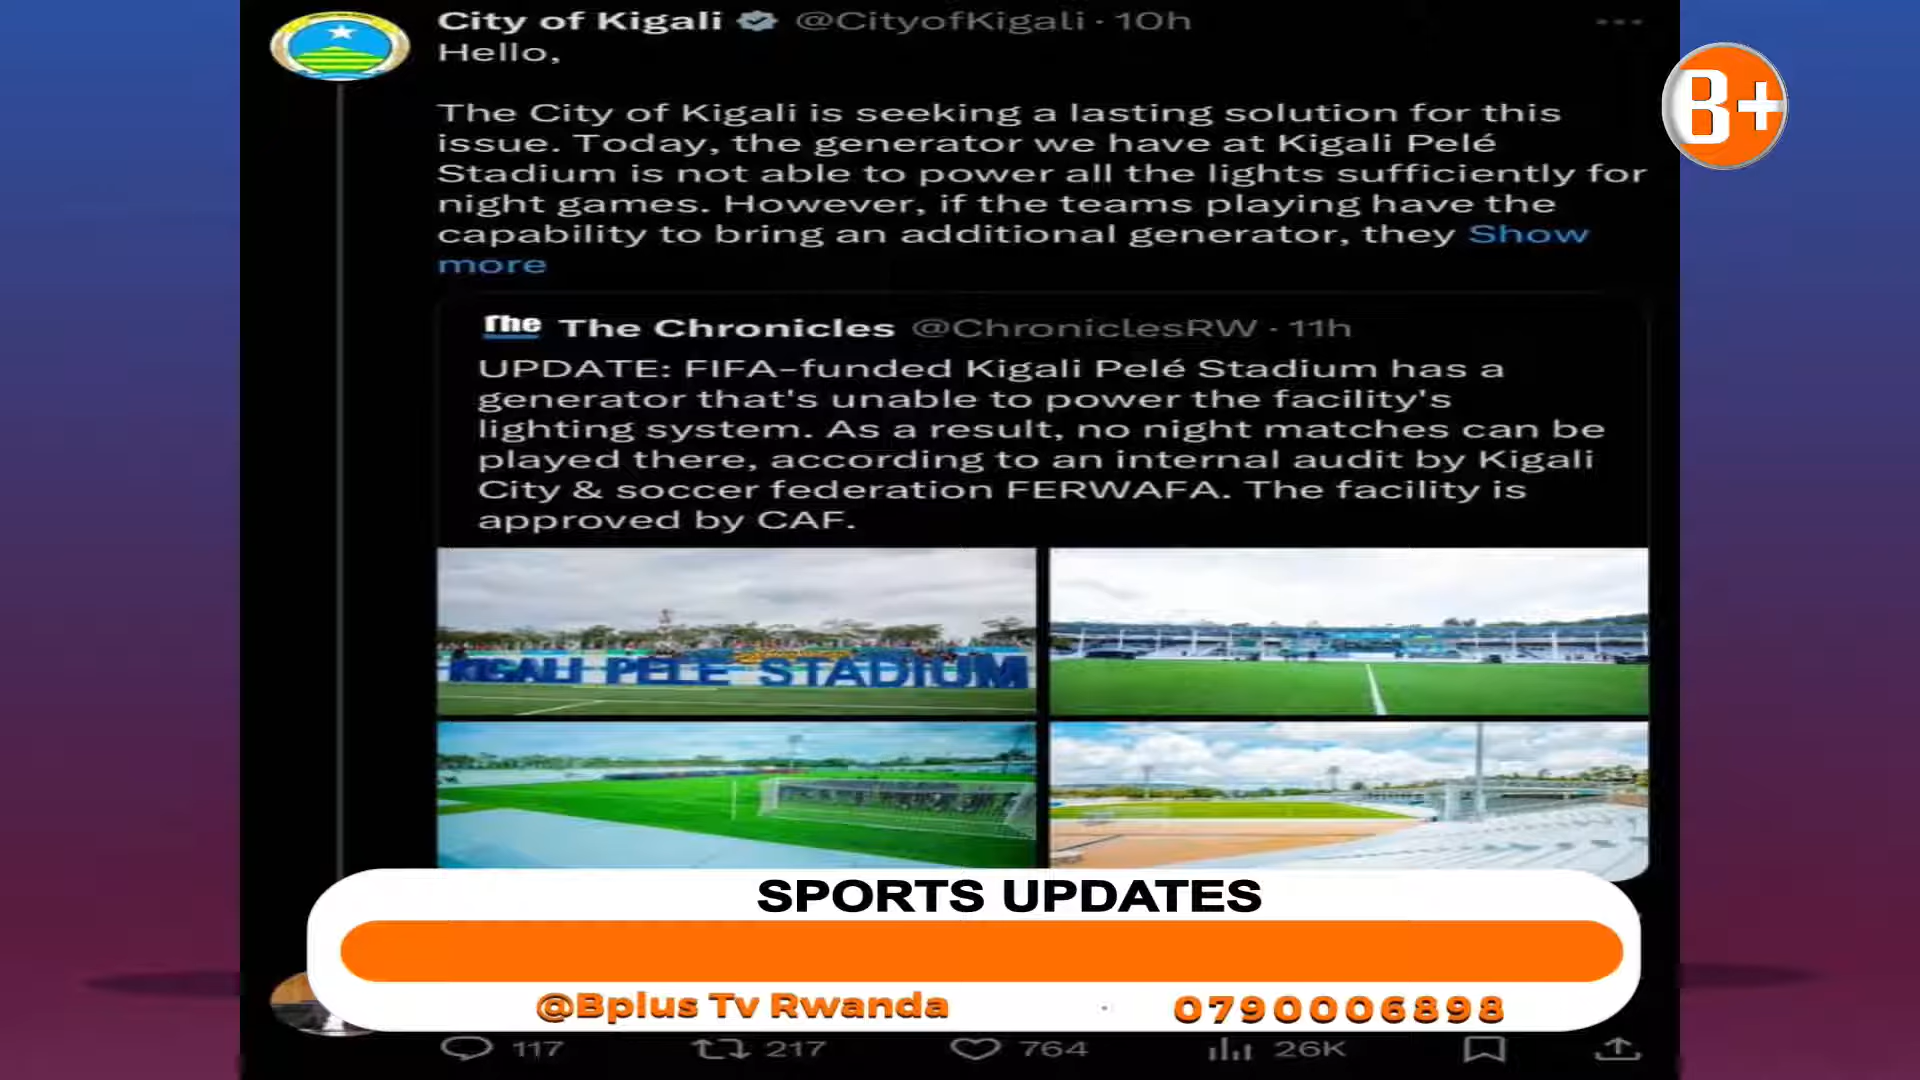 City of Kigali @CityofKigali · 10h
Hello,
B+
The City of Kigali is seeking a lasting solution for this
issue. Today, the generator we have at Kigali Pelé
Stadium is not able to power all the lights sufficiently for
night games. However, if the teams playing have the
capability to bring an additional generator, they Show
more
The The Chronicles @ChroniclesRW · 11h
UPDATE: FIFA-funded Kigali Pelé Stadium has a
generator that's unable to power the facility's
lighting system. As a result, no night matches can be
played there, according to an internal audit by Kigali
City & soccer federation FERWAFA. The facility is
approved by CAF.
KIGALI PELE STADIUM
SPORTS UPDATES
@Bplus Tv Rwanda · 0790006898
117 217 764 26K